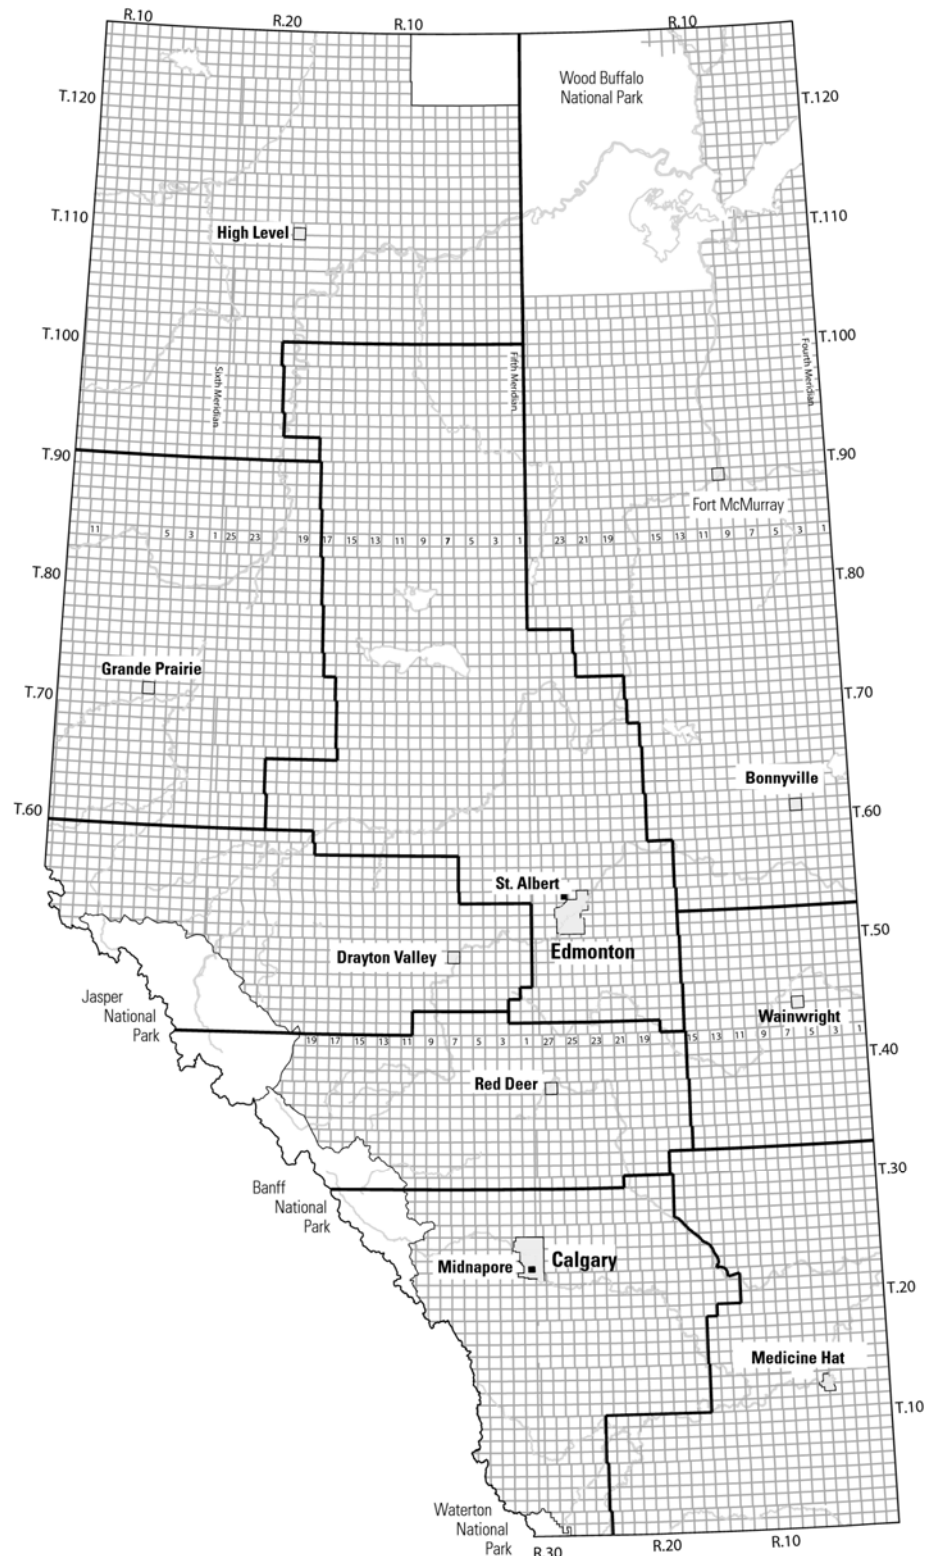 R.10
R.20
R.10
R.10
T.120
Wood Buffalo
National Park
T.120
T.110
High Level
T.110
T.100
T.100
Fifth Meridian
Fourth Meridian
Sixth Meridian
T.90
T.90
Fort McMurray
11 5 3 1 25 23 19 17 15 13 11 9 7 5 3 1 23 21 19 15 13 11 9 7 5 3 1
T.80
T.80
Grande Prairie
T.70
T.70
Bonnyville
T.60
T.60
St. Albert
T.50
Edmonton
Drayton Valley
Jasper
National
Park
Wainwright
19 17 15 13 11 9 7 5 3 1 27 25 23 21 19 15 13 11 9 7 5 3 1
T.40
Red Deer
T.30
Banff
National
Park
Calgary
Midnapore
T.20
Medicine Hat
T.10
Waterton
National
Park
R.30
R.20
R.10